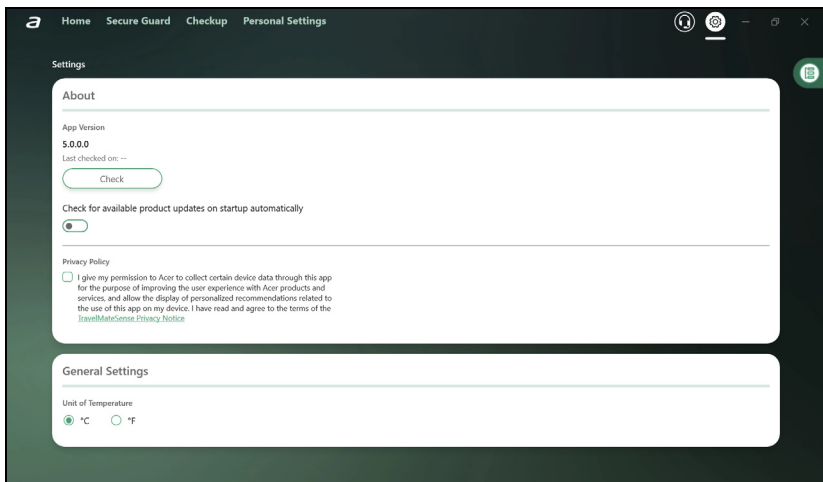 a Home Secure Guard Checkup Personal Settings
Settings
About
App Version
5.0.0.0
Last checked on: --
Check
Check for available product updates on startup automatically
Privacy Policy
I give my permission to Acer to collect certain device data through this app
for the purpose of improving the user experience with Acer products and
services, and allow the display of personalized recommendations related to
the use of this app on my device. I have read and agree to the terms of the
TravelMateSense Privacy Notice
General Settings
Unit of Temperature
°C °F